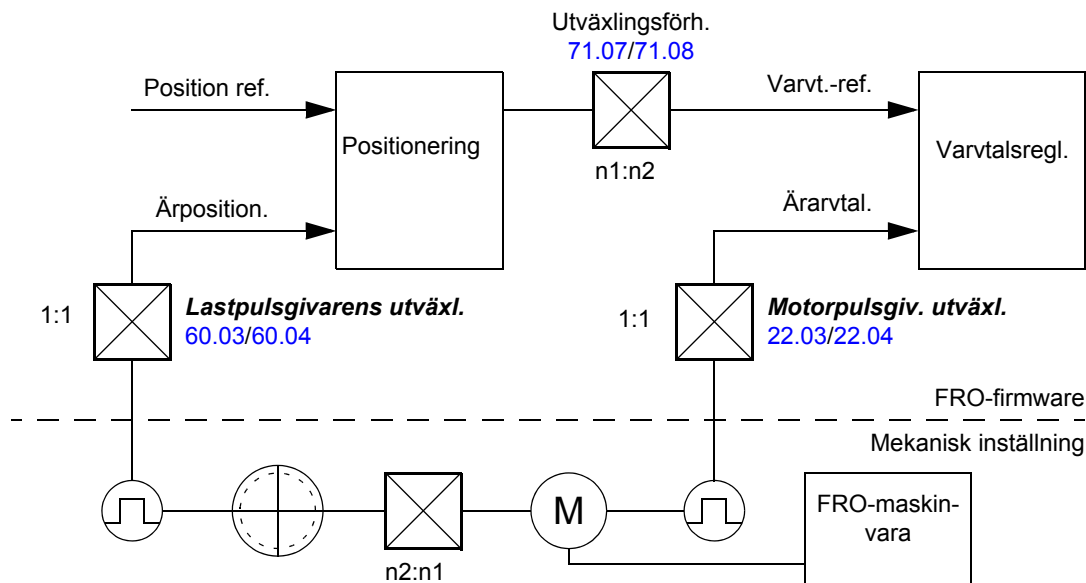 Utväxlingsförh.
71.07/71.08
Position ref.
Varvt.-ref.
Positionering
Varvtalsregl.
n1:n2
Ärposition.
Ärarvtal.
1:1
Lastpulsgivarens utväxl.
60.03/60.04
1:1
Motorpulsgiv. utväxl.
22.03/22.04
FRO-firmware
Mekanisk inställning
M
FRO-maskin-
vara
n2:n1